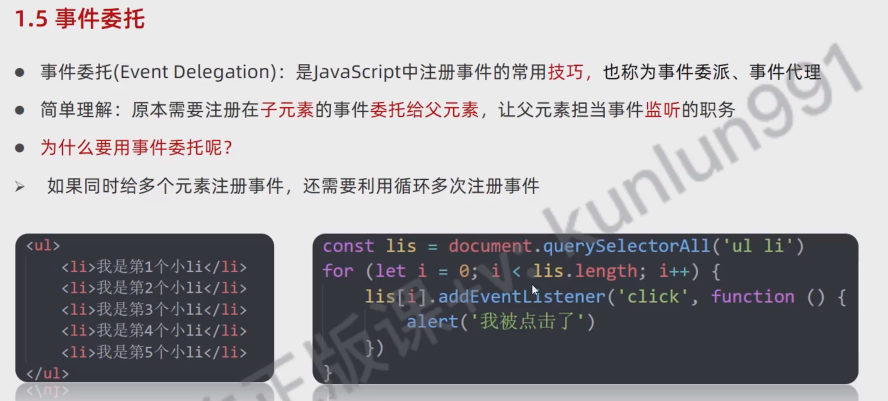 1.5 事件委托
事件委托(Event Delegation)：是JavaScript中注册事件的常用技巧，也称为事件委派、事件代理
简单理解：原本需要注册在子元素的事件委托给父元素，让父元素担当事件监听的职务
为什么要用事件委托呢？
如果同时给多个元素注册事件，还需要利用循环多次注册事件
<ul>
<li>我是第1个小li</li>
<li>我是第2个小li</li>
<li>我是第3个小li</li>
<li>我是第4个小li</li>
<li>我是第5个小li</li>
</ul>
const lis = document.querySelectorAll('ul li')
for (let i = 0; i < lis.length; i++) {
lis[i].addEventListener('click', function () {
alert('我被点击了')
})
}
正版课+v: kunlun991